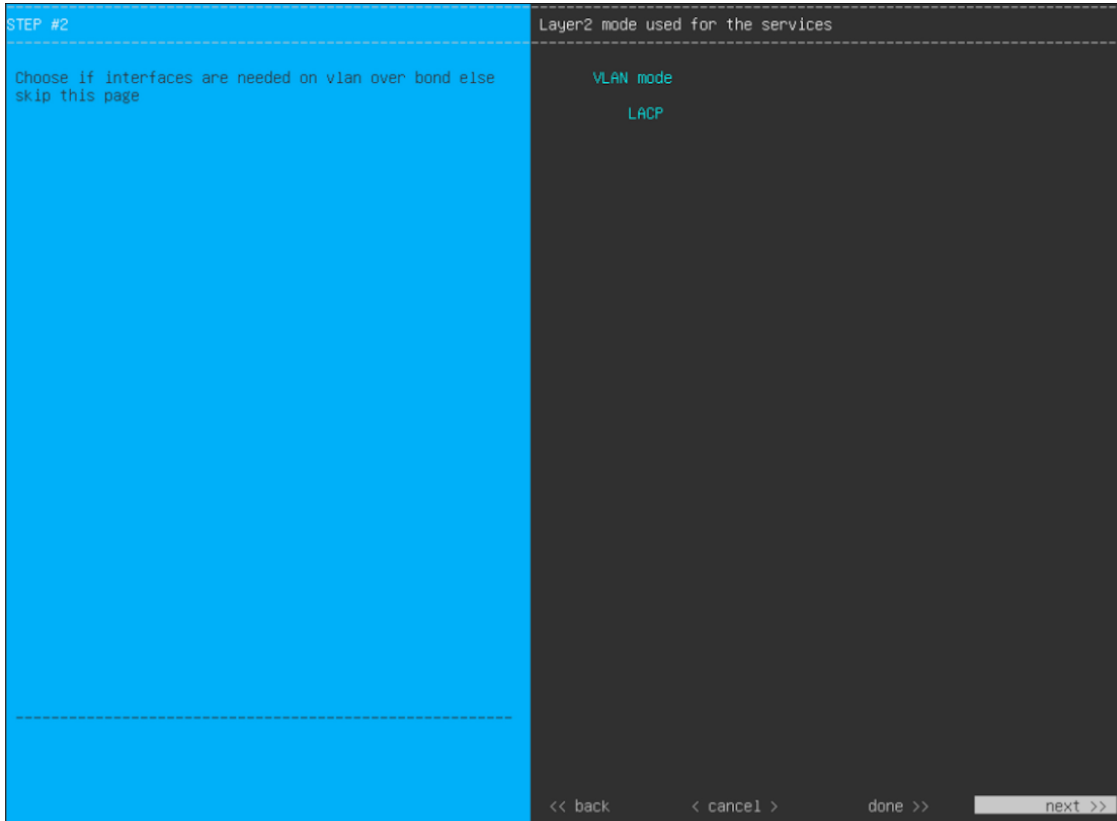 STEP #2
Choose if interfaces are needed on vlan over bond else
skip this page
Layer2 mode used for the services
VLAN mode
LACP
<< back < cancel > done >> next >>